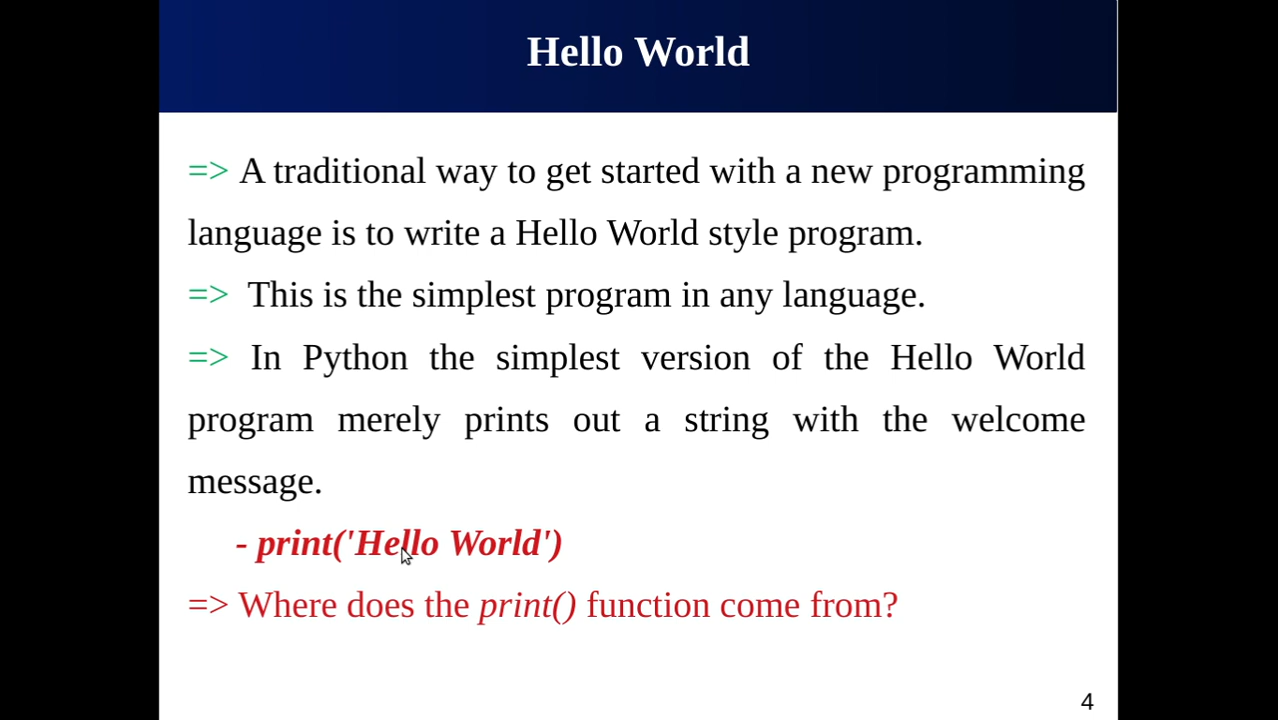 Hello World
=> A traditional way to get started with a new programming
language is to write a Hello World style program.
=> This is the simplest program in any language.
=> In Python the simplest version of the Hello World
program merely prints out a string with the welcome
message.
- print('Hello World')
=> Where does the print() function come from?
4